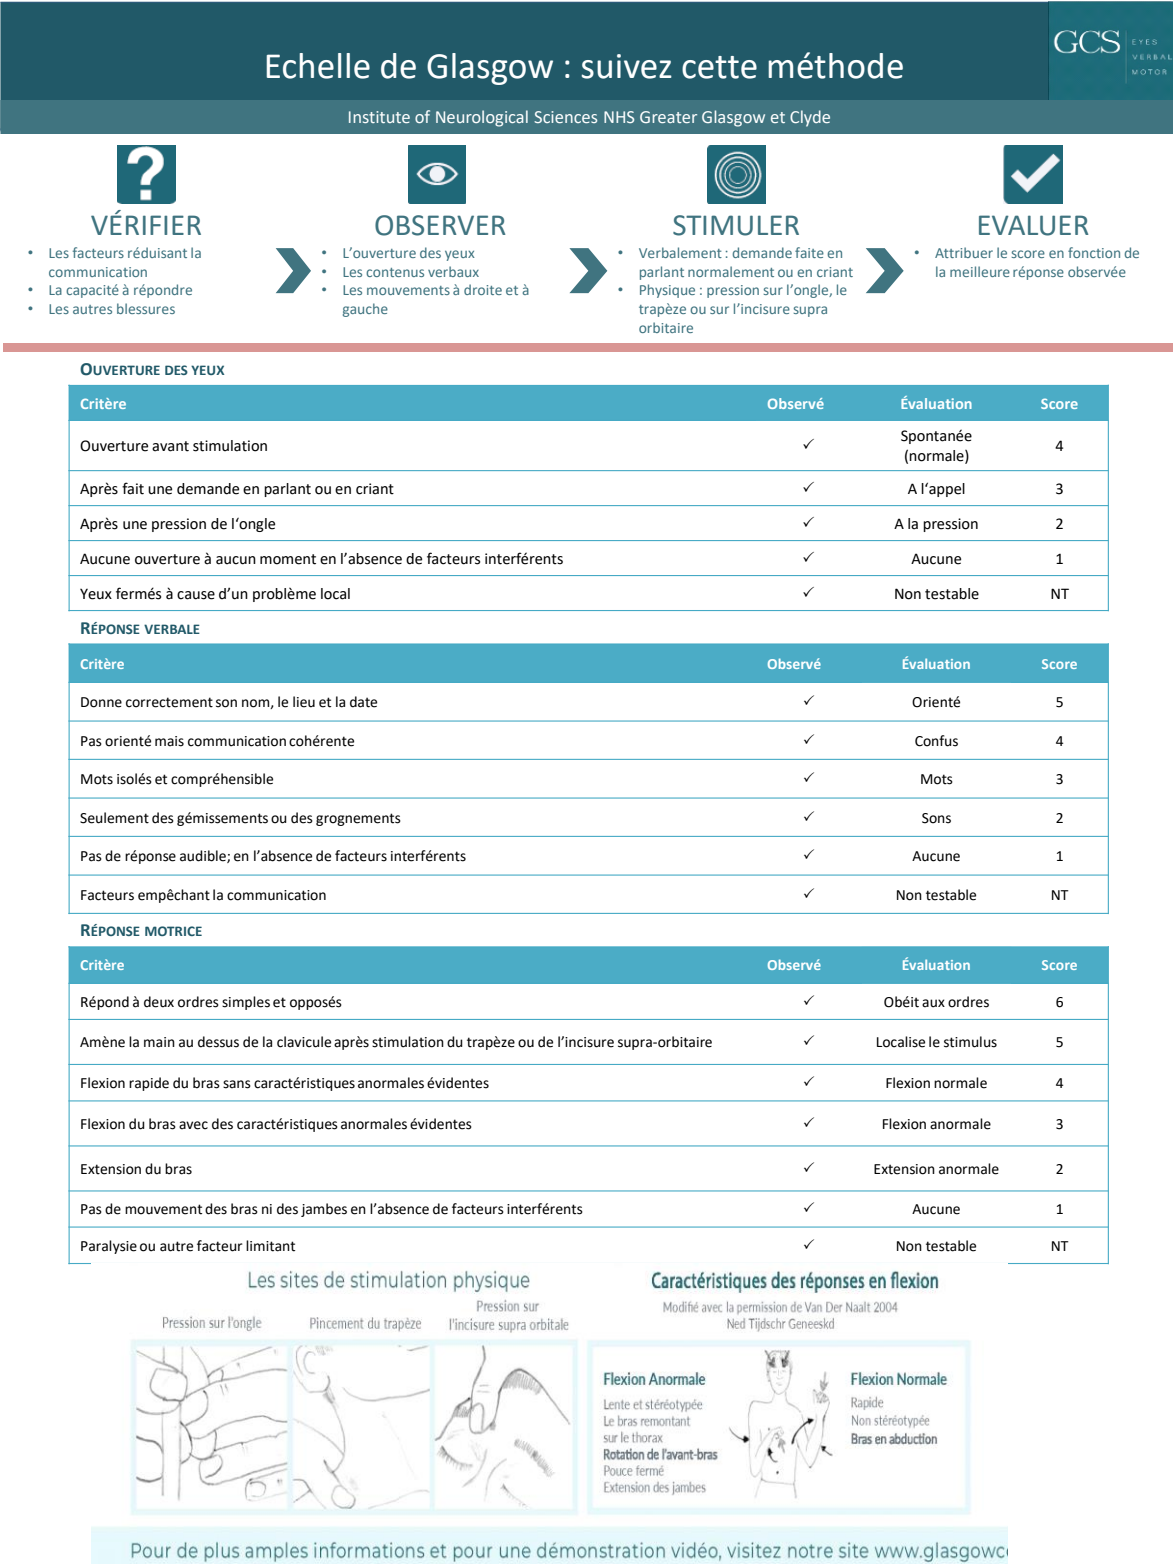 Echelle de Glasgow : suivez cette méthode
GCS
EYES
VERBAL
MOTOR
Institute of Neurological Sciences NHS Greater Glasgow et Clyde
?
VÉRIFIER
• Les facteurs réduisant la
communication
• La capacité à répondre
• Les autres blessures
OBSERVER
• L'ouverture des yeux
• Les contenus verbaux
• Les mouvements à droite et à
gauche
STIMULER
• Verbalement : demande faite en
parlant normalement ou en criant
• Physique : pression sur l'ongle, le
trapèze ou sur l'incisure supra
orbitaire
EVALUER
• Attribuer le score en fonction de
la meilleure réponse observée
OUVERTURE DES YEUX
Critère Observé Évaluation Score
Ouverture avant stimulation ✓ Spontanée (normale) 4
Après fait une demande en parlant ou en criant ✓ A l'appel 3
Après une pression de l'ongle ✓ A la pression 2
Aucune ouverture à aucun moment en l'absence de facteurs interférents ✓ Aucune 1
Yeux fermés à cause d'un problème local ✓ Non testable NT
RÉPONSE VERBALE
Critère Observé Évaluation Score
Donne correctement son nom, le lieu et la date ✓ Orienté 5
Pas orienté mais communication cohérente ✓ Confus 4
Mots isolés et compréhensible ✓ Mots 3
Seulement des gémissements ou des grognements ✓ Sons 2
Pas de réponse audible; en l'absence de facteurs interférents ✓ Aucune 1
Facteurs empêchant la communication ✓ Non testable NT
RÉPONSE MOTRICE
Critère Observé Évaluation Score
Répond à deux ordres simples et opposés ✓ Obéit aux ordres 6
Amène la main au dessus de la clavicule après stimulation du trapèze ou de l'incisure supra-orbitaire ✓ Localise le stimulus 5
Flexion rapide du bras sans caractéristiques anormales évidentes ✓ Flexion normale 4
Flexion du bras avec des caractéristiques anormales évidentes ✓ Flexion anormale 3
Extension du bras ✓ Extension anormale 2
Pas de mouvement des bras ni des jambes en l'absence de facteurs interférents ✓ Aucune 1
Paralysie ou autre facteur limitant ✓ Non testable NT
Les sites de stimulation physique
Pression sur l'ongle
Pincement du trapèze
Pression sur
l'incisure supra orbitale
Caractéristiques des réponses en flexion
Modifié avec la permission de Van Der Naalt 2004
Ned Tijdschr Geneeskd
Flexion Anormale
Lente et stéréotypée
Le bras remontant
sur le thorax
Rotation de l'avant-bras
Pouce fermé
Extension des jambes
Flexion Normale
Rapide
Non stéréotypée
Bras en abduction
Pour de plus amples informations et pour une démonstration vidéo, visitez notre site www.glasgowc